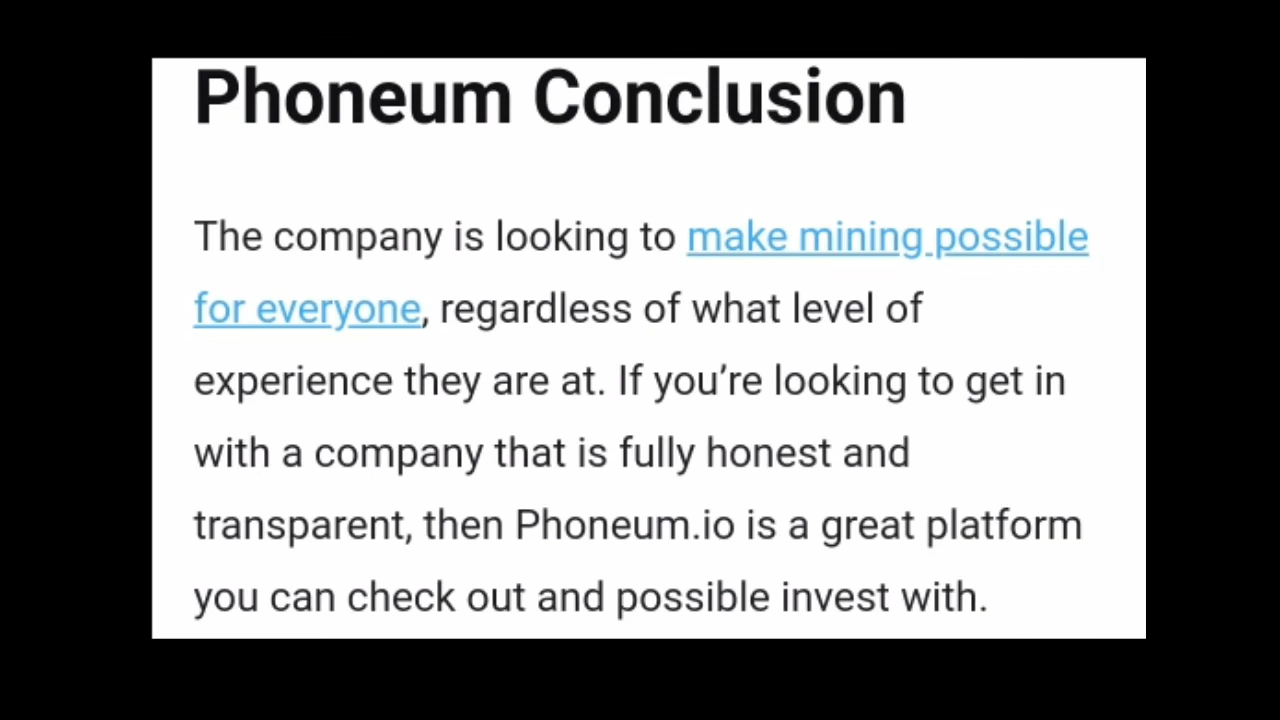 Phoneum Conclusion
The company is looking to make mining possible
for everyone, regardless of what level of
experience they are at. If you’re looking to get in
with a company that is fully honest and
transparent, then Phoneum.io is a great platform
you can check out and possible invest with.